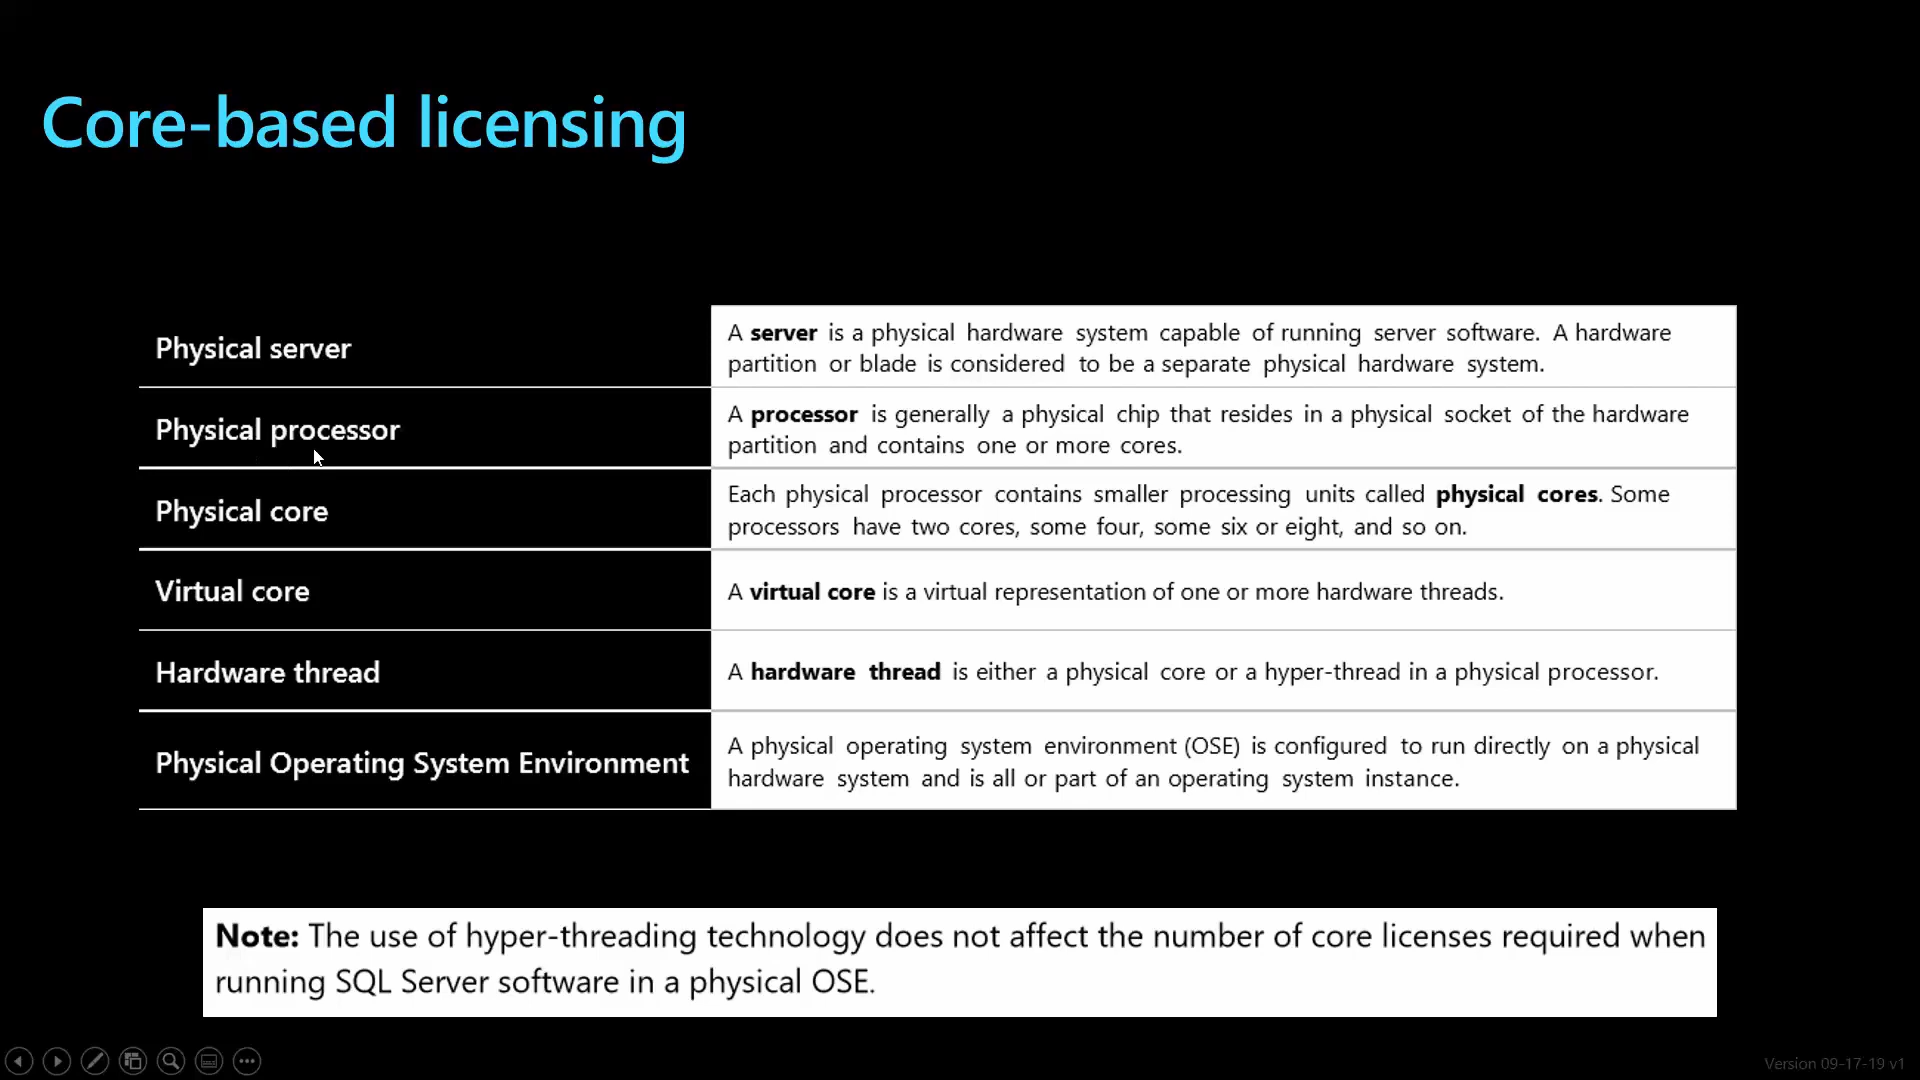 Core-based licensing
Physical server
A server is a physical hardware system capable of running server software. A hardware
partition or blade is considered to be a separate physical hardware system.
Physical processor
A processor is generally a physical chip that resides in a physical socket of the hardware
partition and contains one or more cores.
Physical core
Each physical processor contains smaller processing units called physical cores. Some
processors have two cores, some four, some six or eight, and so on.
Virtual core
A virtual core is a virtual representation of one or more hardware threads.
Hardware thread
A hardware thread is either a physical core or a hyper-thread in a physical processor.
Physical Operating System Environment
A physical operating system environment (OSE) is configured to run directly on a physical
hardware system and is all or part of an operating system instance.
Note: The use of hyper-threading technology does not affect the number of core licenses required when
running SQL Server software in a physical OSE.
Version 09-17-19 v1